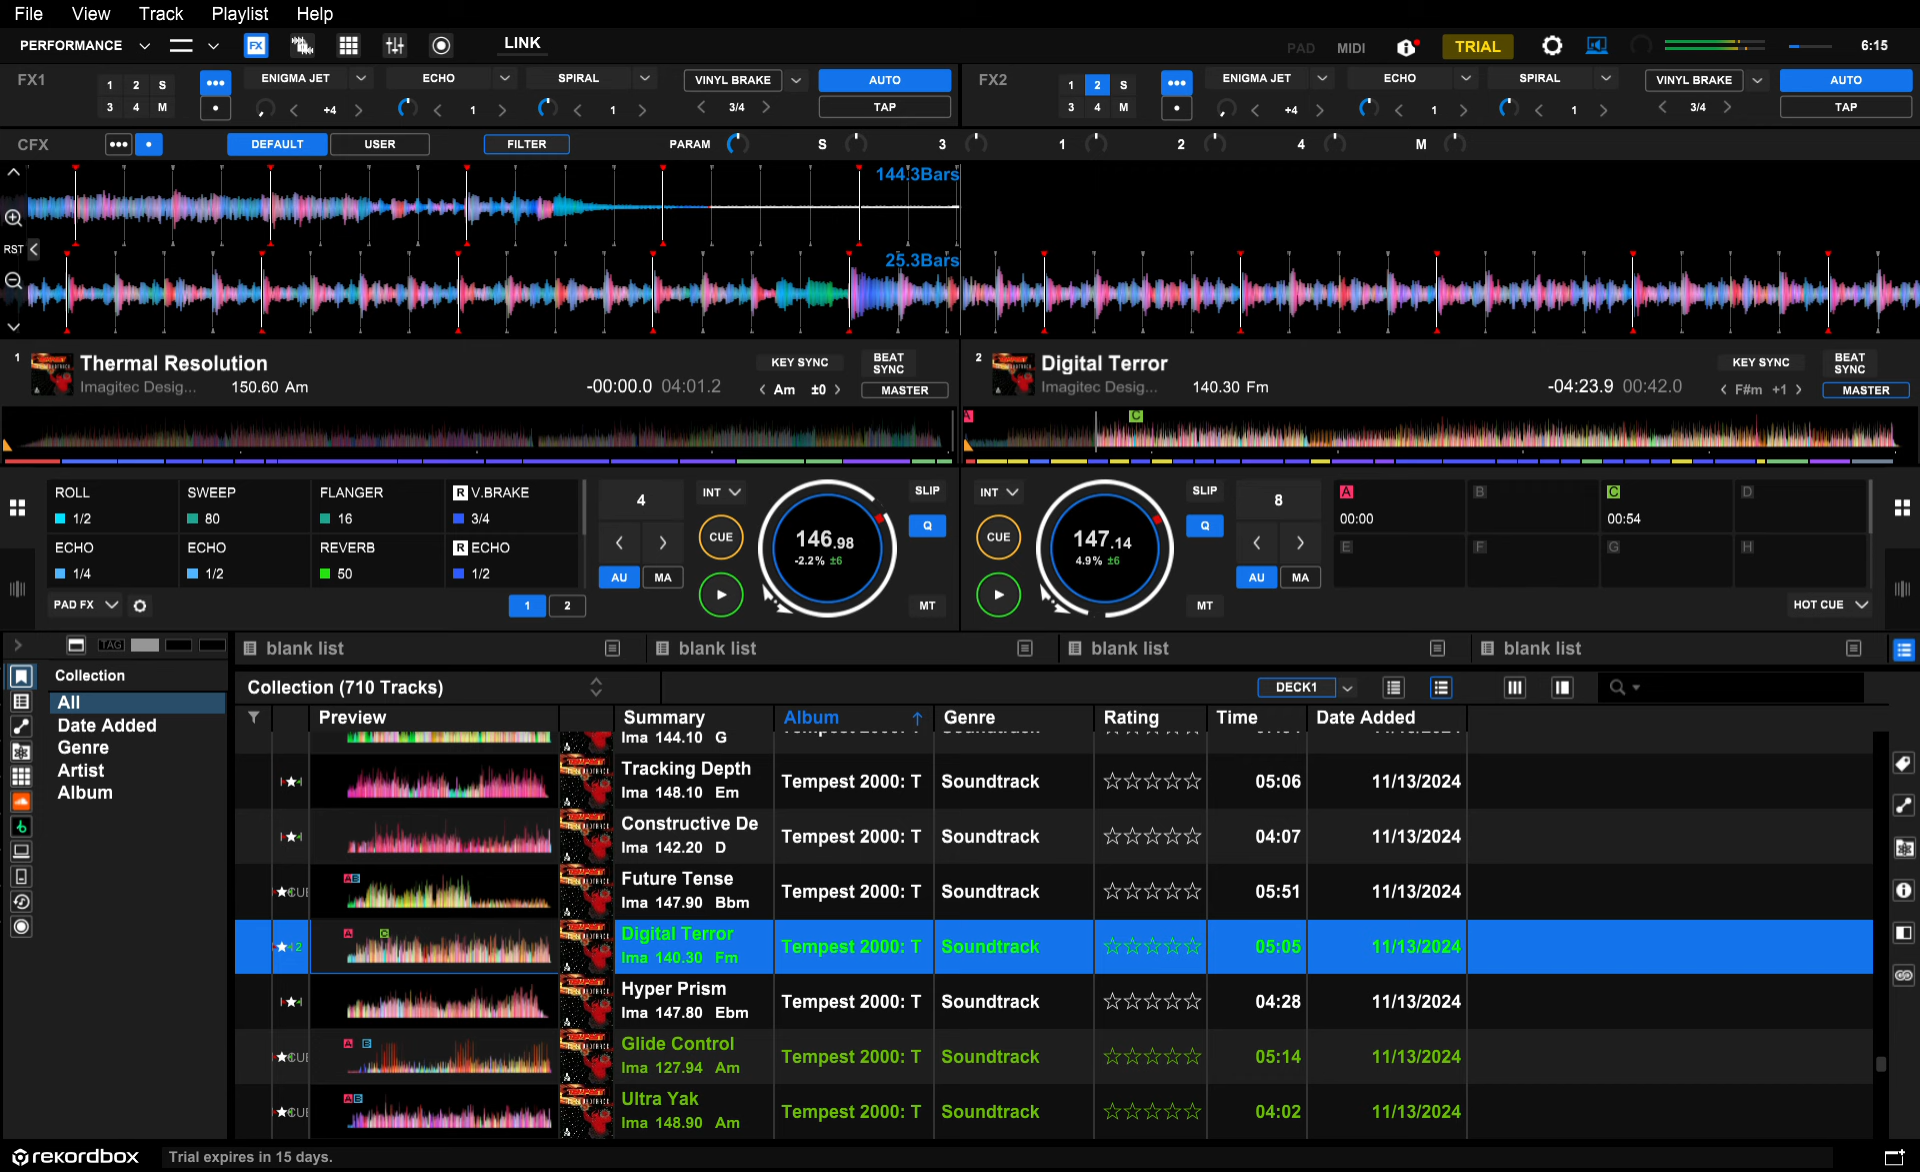 File View Track Playlist Help
PERFORMANCE FX LINK PAD MIDI TRIAL 6:15
FX1 1 2 S ENIGMA JET ECHO SPIRAL VINYL BRAKE AUTO FX2 1 2 S ENIGMA JET ECHO SPIRAL VINYL BRAKE AUTO
3 4 M +4 1 1 3/4 TAP 3 4 M +4 1 1 3/4 TAP
CFX DEFAULT USER FILTER PARAM S 3 1 2 4 M
144.3Bars
RST
25.3Bars
1 Thermal Resolution KEY SYNC BEAT SYNC 2 Digital Terror KEY SYNC BEAT SYNC
Imagitec Desig... 150.60 Am -00:00.0 04:01.2 Am ±0 MASTER Imagitec Desig... 140.30 Fm -04:23.9 00:42.0 F#m +1 MASTER
A C
ROLL SWEEP FLANGER R V.BRAKE 4 INT SLIP INT SLIP 8 A B C D
1/2 80 16 3/4 CUE 146.98 Q CUE 147.14 Q 00:00 00:54
ECHO ECHO REVERB R ECHO -2.2% ±6 4.9% ±6 E F G H
1/4 1/2 50 1/2 AU MA AU MA
PAD FX 1 2 MT MT HOT CUE
TAG blank list blank list blank list blank list
Collection Collection (710 Tracks) DECK1
All Preview Summary Album Genre Rating Time Date Added
Date Added
Genre
Artist
Album
Ima 144.10 G
Tracking Depth Tempest 2000: T Soundtrack 05:06 11/13/2024
Ima 148.10 Em
Constructive De Tempest 2000: T Soundtrack 04:07 11/13/2024
Ima 142.20 D
A B Future Tense Tempest 2000: T Soundtrack 05:51 11/13/2024
Ima 147.90 Bbm
A C Digital Terror Tempest 2000: T Soundtrack 05:05 11/13/2024
2 Ima 140.30 Fm
Hyper Prism Tempest 2000: T Soundtrack 04:28 11/13/2024
Ima 147.80 Ebm
A B Glide Control Tempest 2000: T Soundtrack 05:14 11/13/2024
Ima 127.94 Am
A B Ultra Yak Tempest 2000: T Soundtrack 04:02 11/13/2024
Ima 148.90 Am
rekordbox Trial expires in 15 days.